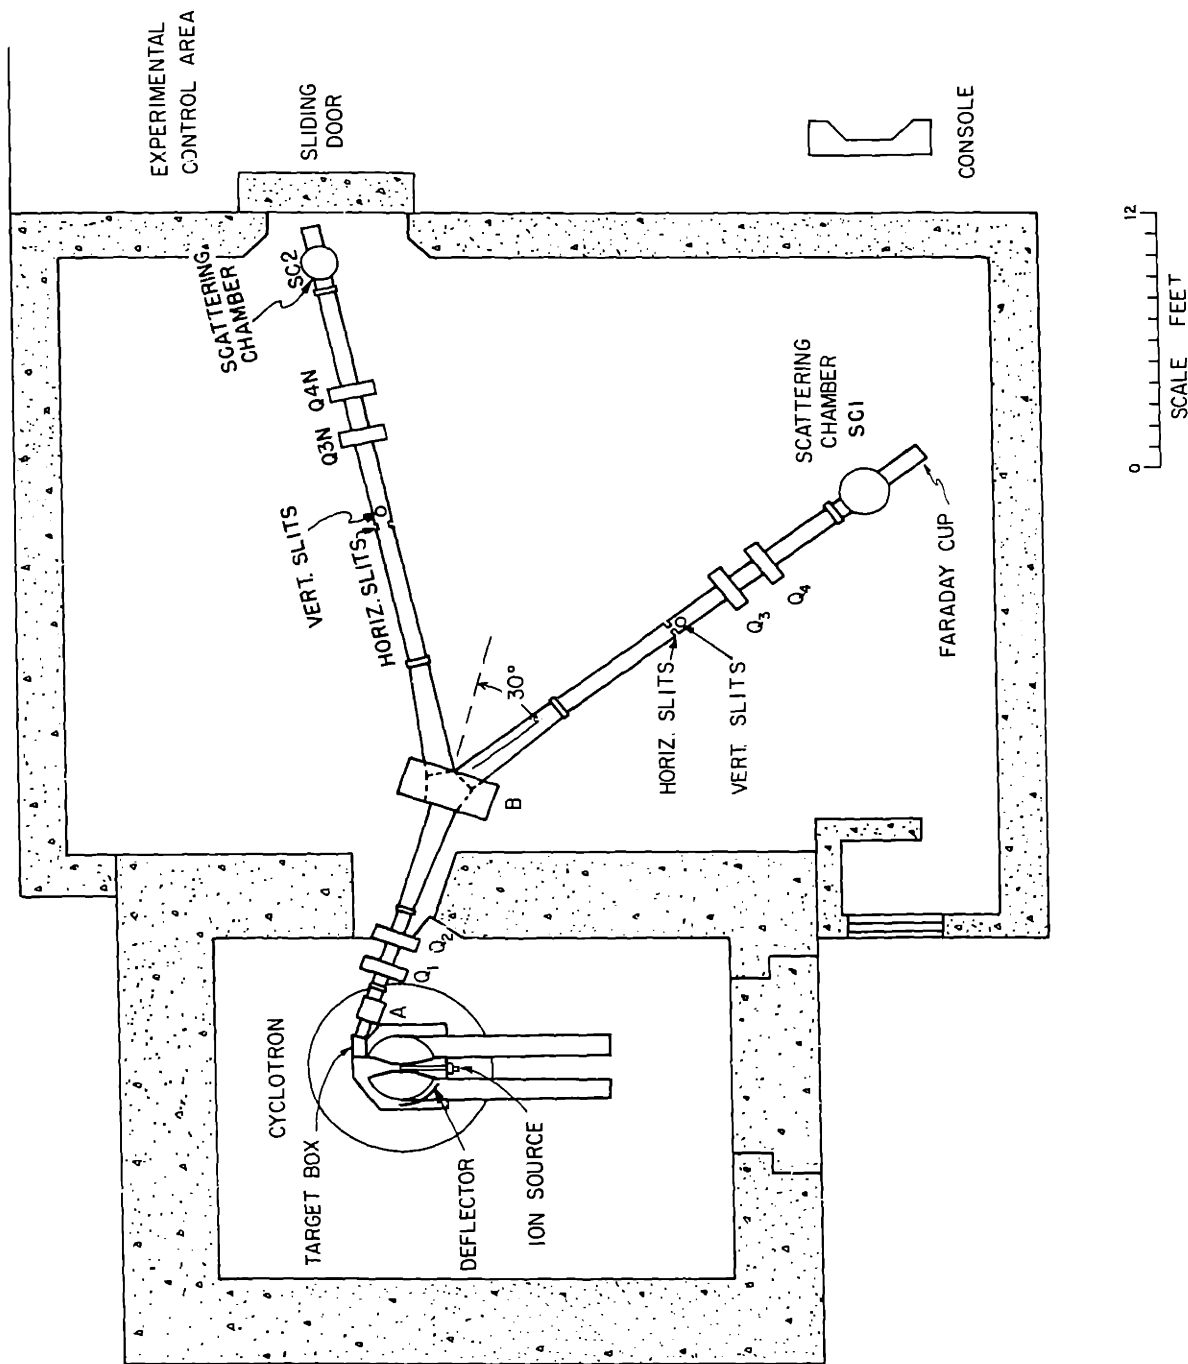 EXPERIMENTAL
CONTROL AREA
SLIDING
DOOR
SCATTERING
CHAMBER
SC2
Q4N
Q3N
VERT. SLITS
HORIZ. SLITS
30°
B
SCATTERING
CHAMBER
SC1
Q3
Q4
FARADAY CUP
HORIZ. SLITS
VERT. SLITS
CONSOLE
CYCLOTRON
TARGET BOX
A
Q1
Q2
DEFLECTOR
ION SOURCE
0
12
SCALE FEET